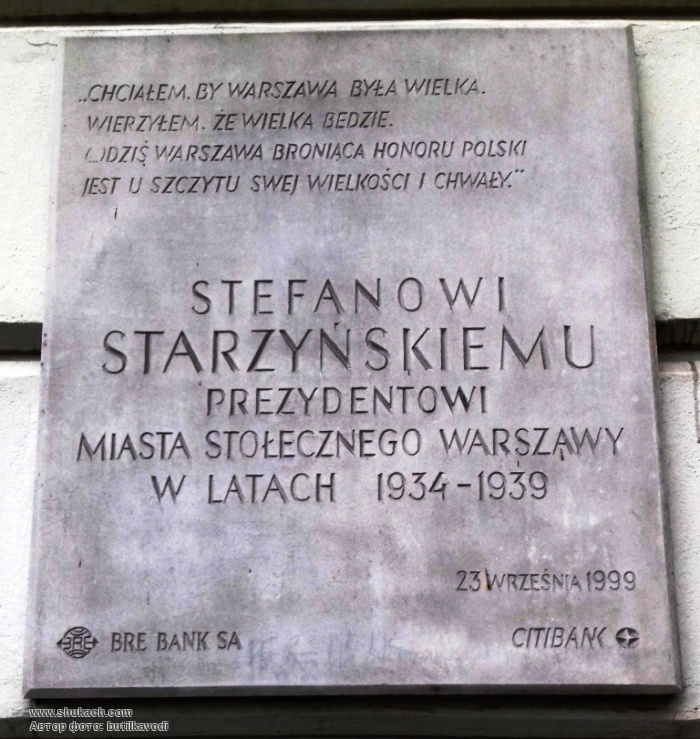 „CHCIAŁEM, BY WARSZAWA BYŁA WIELKA.
WIERZYŁEM, ŻE WIELKA BEDZIE.
(...)DZIŚ WARSZAWA BRONIĄCA HONORU POLSKI
JEST U SZCZYTU SWEJ WIELKOŚCI I CHWAŁY."
STEFANOWI
STARZYŃSKIEMU
PREZYDENTOWI
MIASTA STOŁECZNEGO WARSZAWY
W LATACH 1934-1939
23 WRZEŚNIA 1999
BRE BRE BANK SA
CITIBANK
www.shukach.com
Автор фото: butilkavodi